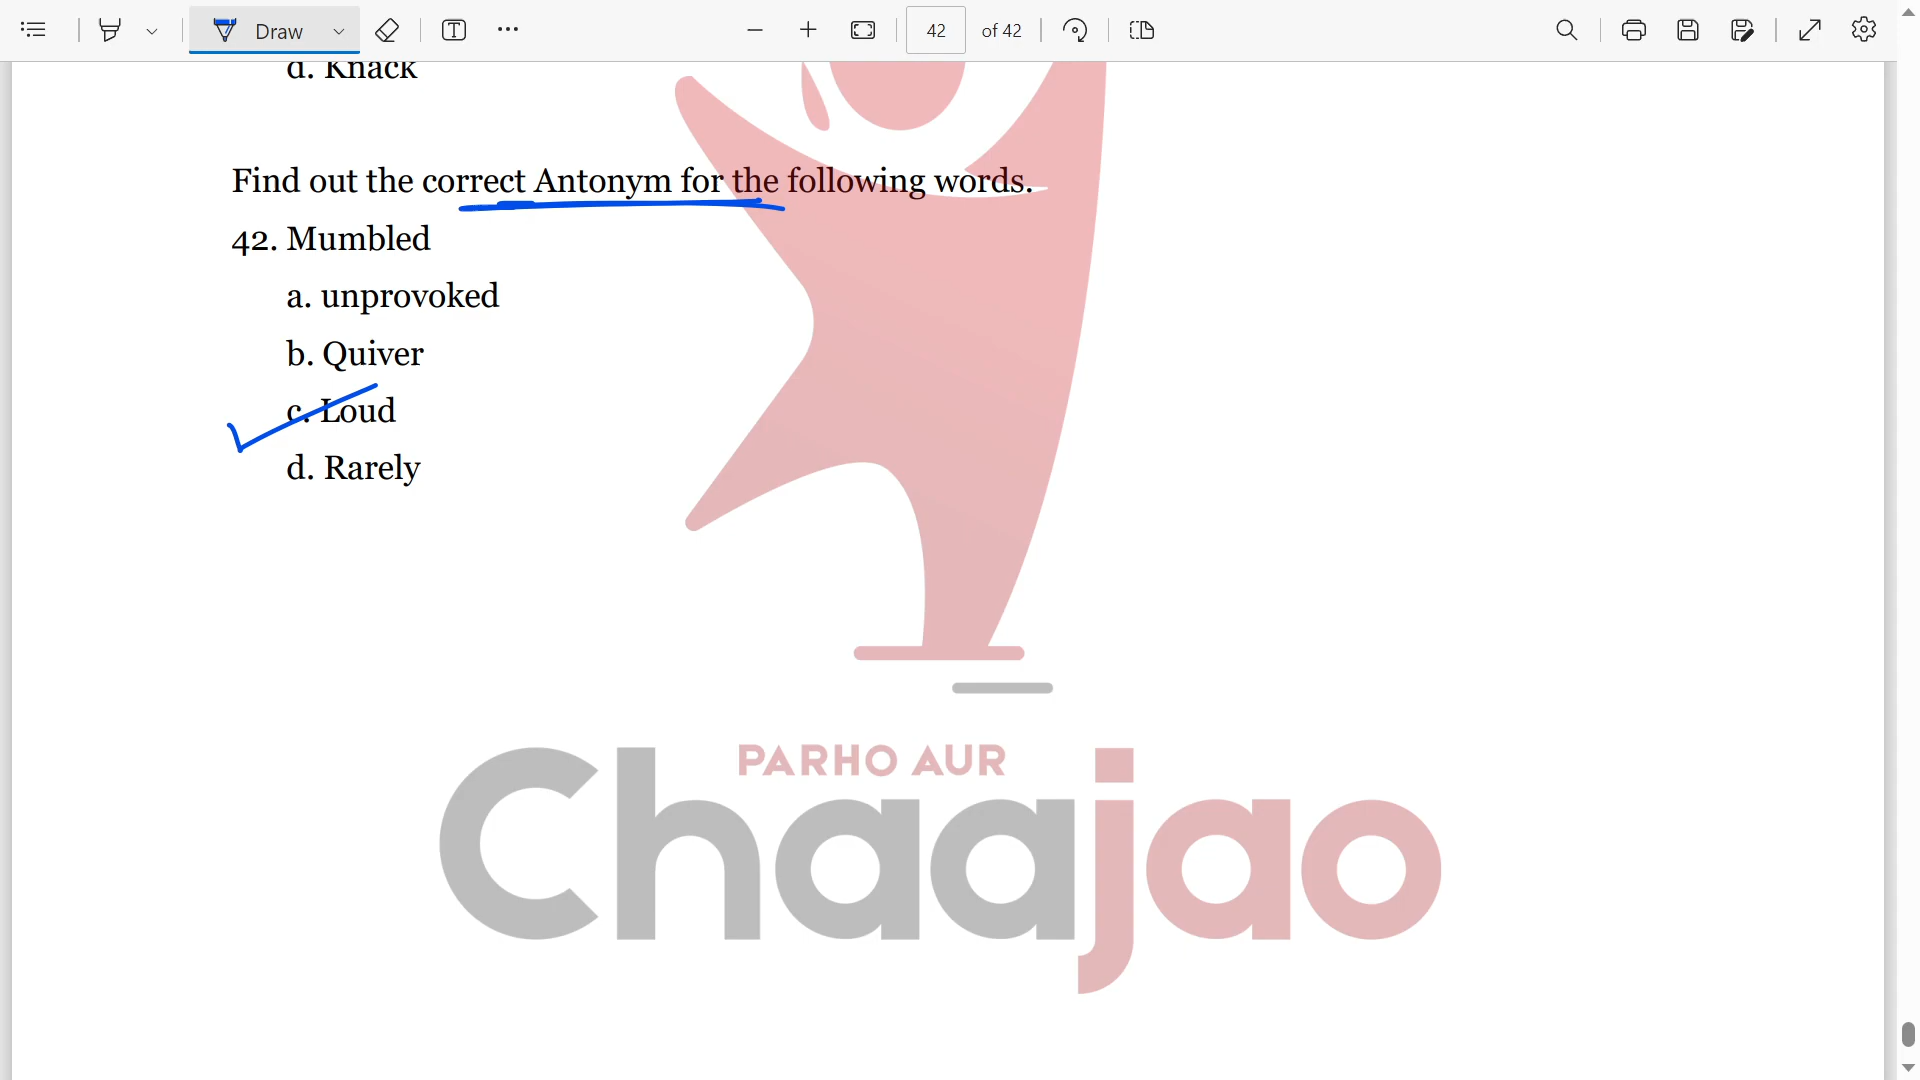 Draw
42 of 42
d. Knack
Find out the correct Antonym for the following words.
42. Mumbled
a. unprovoked
b. Quiver
c. Loud
d. Rarely
PARHO AUR
Chaajao